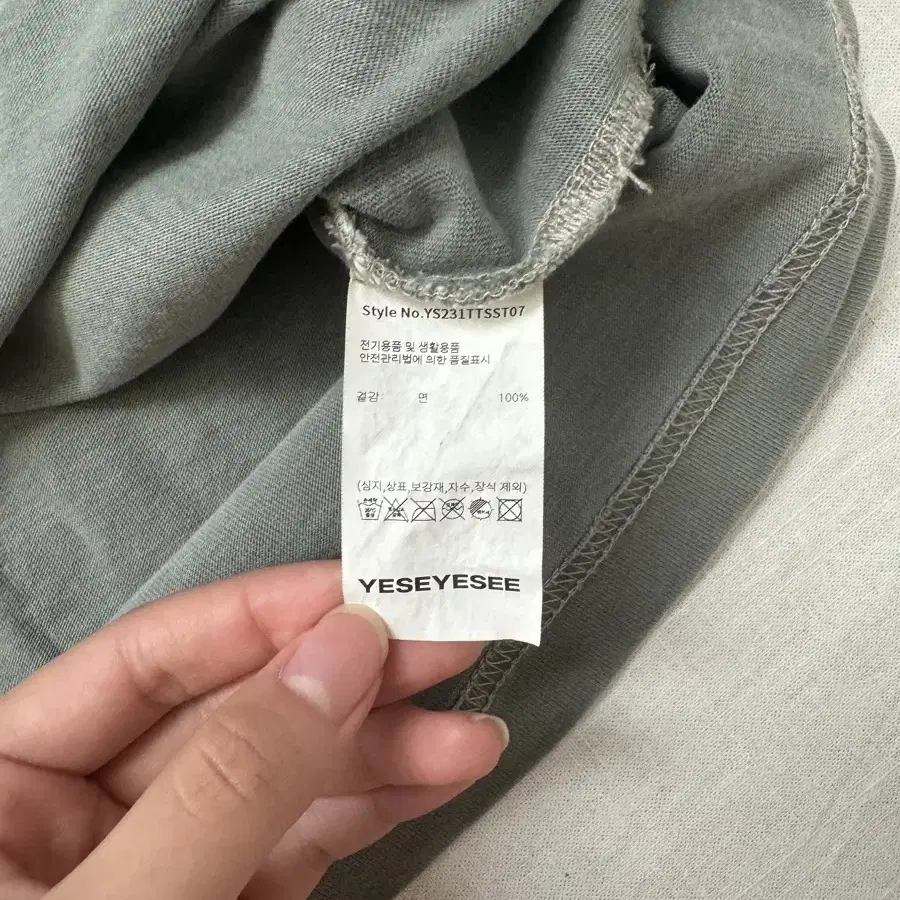 Style No.YS231TTSST07
전기용품 및 생활용품
안전관리법에 의한 품질표시
겉감: 면 100%
(심지,상표,보강재,자수,장식 제외)
YESEYESEE